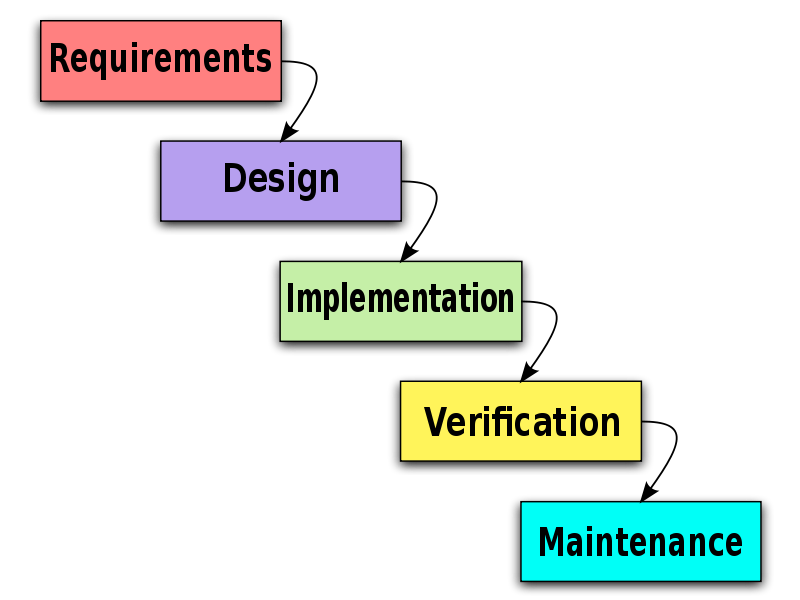 Requirements
Design
Implementation
Verification
Maintenance